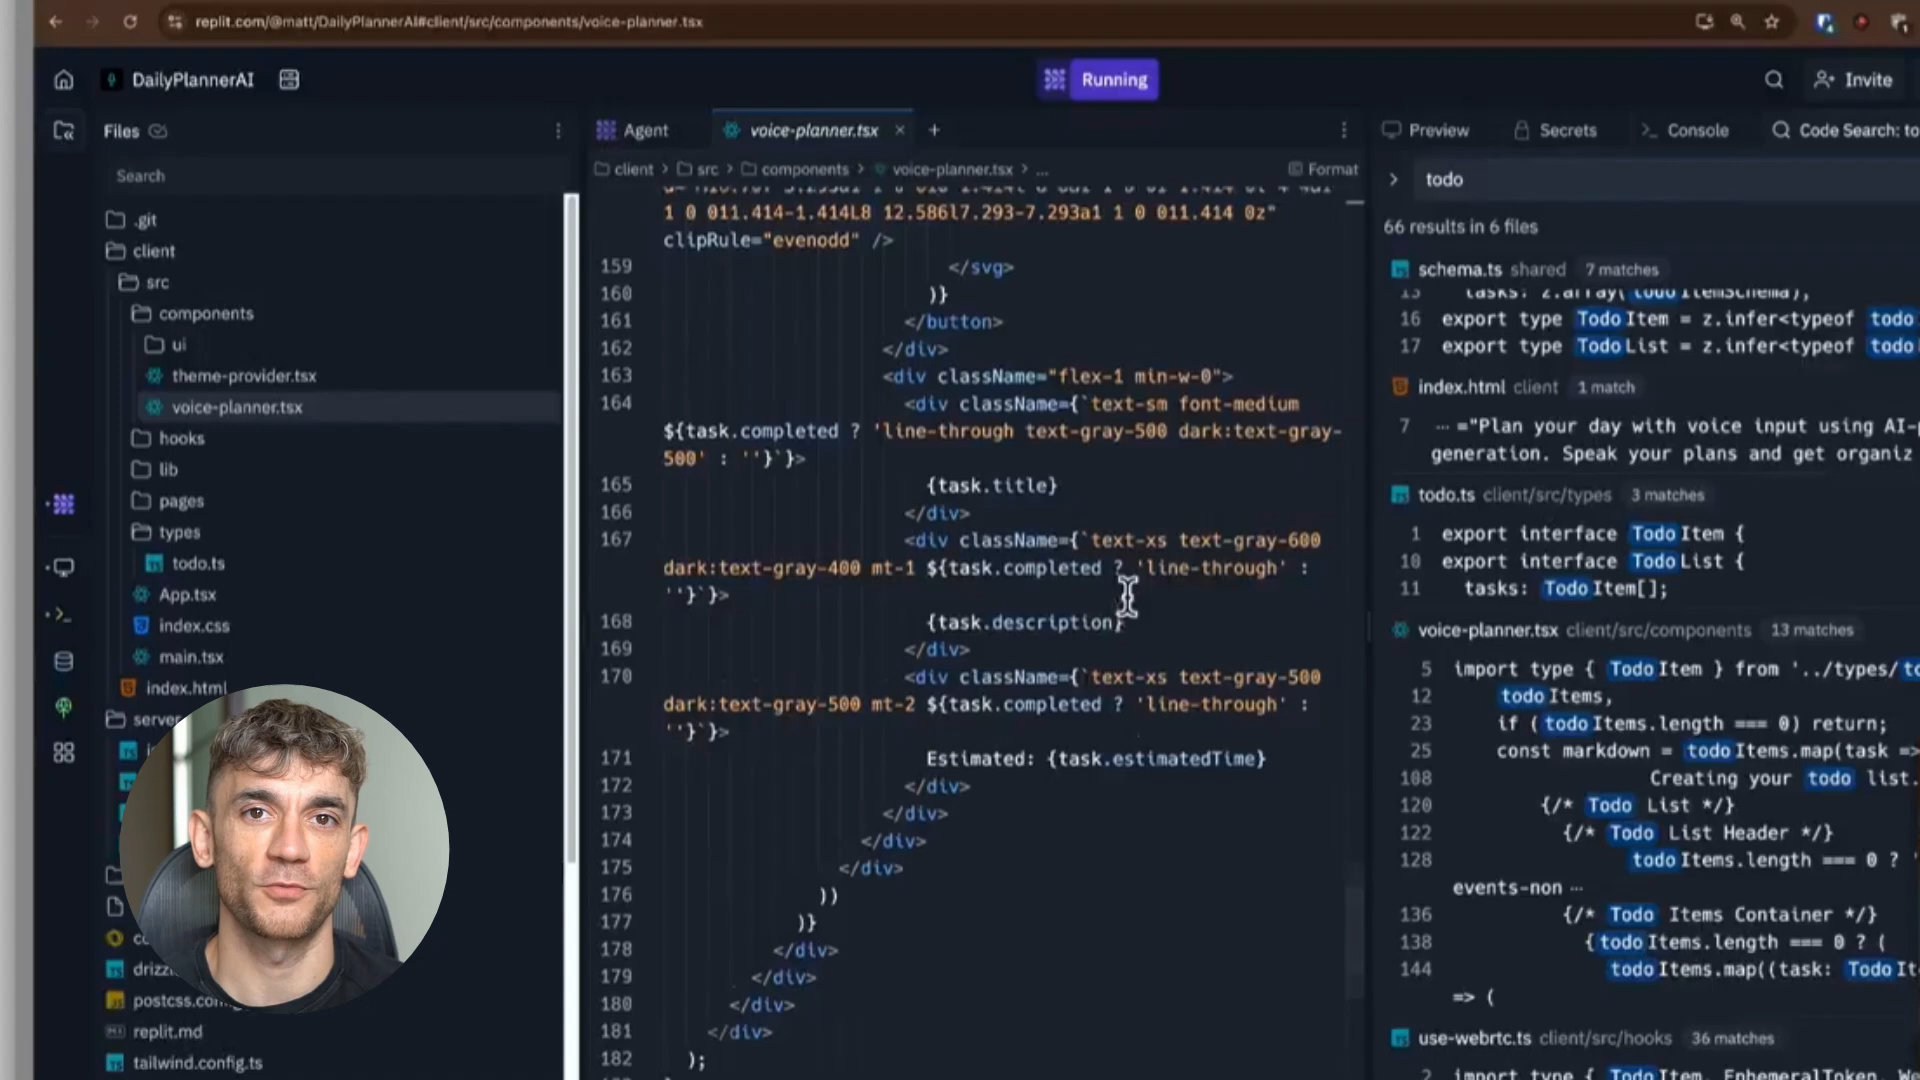 replit.com/@matt/DailyPlannerAI#client/src/components/voice-planner.tsx
DailyPlannerAI
Running
Invite
Files
Search
.git
client
src
components
ui
theme-provider.tsx
voice-planner.tsx
hooks
lib
pages
types
todo.ts
App.tsx
index.css
main.tsx
index.html
server
postcss.con
replit.md
tailwind.config.ts
Agent
voice-planner.tsx
client > src > components > voice-planner.tsx > ...
Format
1 0 011.414-1.414L8 12.586l7.293-7.293a1 1 0 011.414 0z"
clipRule="evenodd" />
159 </svg>
160 )}
161 </button>
162 </div>
163 <div className="flex-1 min-w-0">
164 <div className={`text-sm font-medium
${task.completed ? 'line-through text-gray-500 dark:text-gray-
500' : ''}`}>
165 {task.title}
166 </div>
167 <div className={`text-xs text-gray-600
dark:text-gray-400 mt-1 ${task.completed ? 'line-through' :
''}`}>
168 {task.description}
169 </div>
170 <div className={`text-xs text-gray-500
dark:text-gray-500 mt-2 ${task.completed ? 'line-through' :
''}`}>
171 Estimated: {task.estimatedTime}
172 </div>
173 </div>
174 </div>
175 </div>
176 ))
177 )}
178 </div>
179 </div>
180 </div>
181 </div>
182 );
Preview
Secrets
Console
Code Search: to
todo
66 results in 6 files
schema.ts shared 7 matches
16 export type TodoItem = z.infer<typeof todo
17 export type TodoList = z.infer<typeof todo
index.html client 1 match
7 ... ="Plan your day with voice input using AI-
generation. Speak your plans and get organiz
todo.ts client/src/types 3 matches
1 export interface TodoItem {
10 export interface TodoList {
11 tasks: TodoItem[];
voice-planner.tsx client/src/components 13 matches
5 import type { TodoItem } from '../types/to
12 todoItems,
23 if (todoItems.length === 0) return;
25 const markdown = todoItems.map(task =>
108 Creating your todo list.
120 {/* Todo List */}
122 {/* Todo List Header */}
128 todoItems.length === 0 ? '
events-non ...
136 {/* Todo Items Container */}
138 {todoItems.length === 0 ? (
144 todoItems.map((task: TodoIt
=> (
use-webrtc.ts client/src/hooks 36 matches
2 import type { TodoItem, EphemeralToken, We